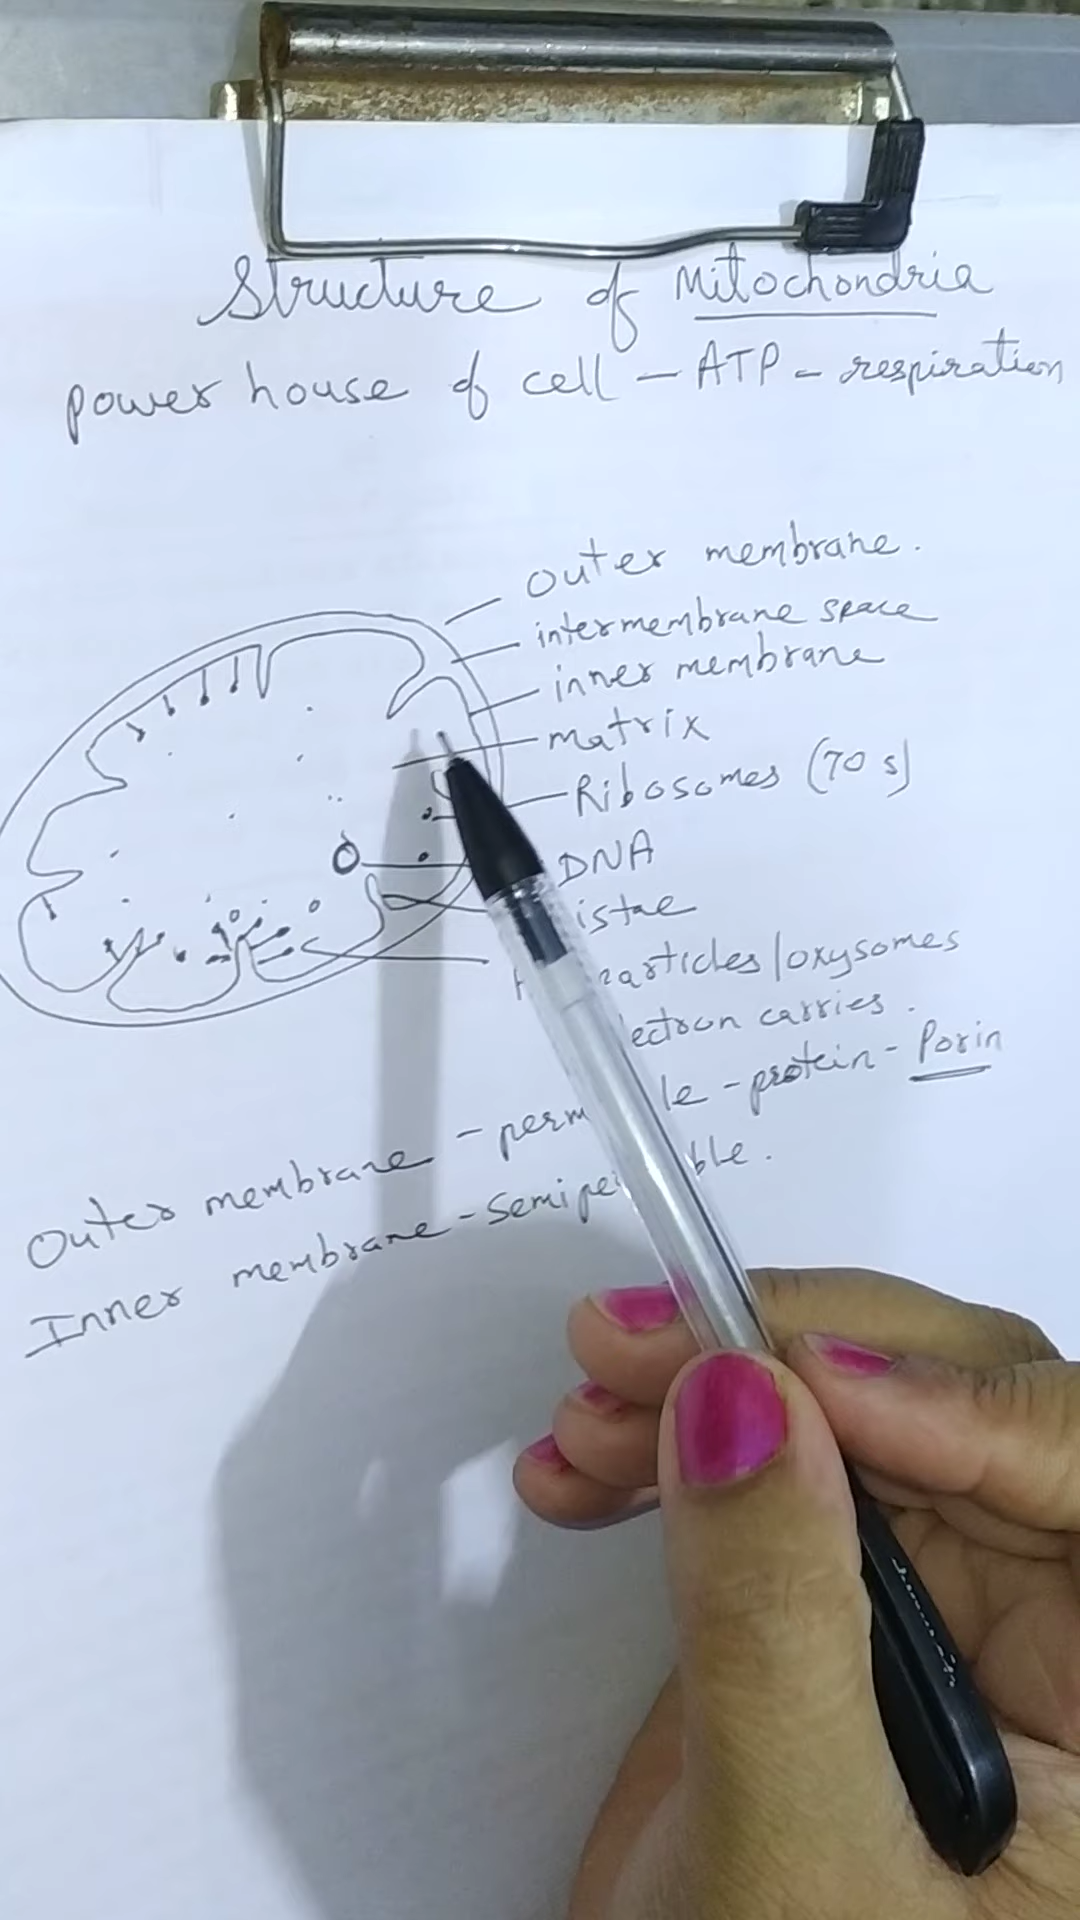 Structure of Mitochondria
power house of cell - ATP - respiration
outer membrane.
intermembrane space
inner membrane
matrix
Ribosomes (70 s)
DNA
istae
articles/oxysomes
lectron carries.
Outer membrane - perm le - protein - Porin
Inner membrane - semipe ble.